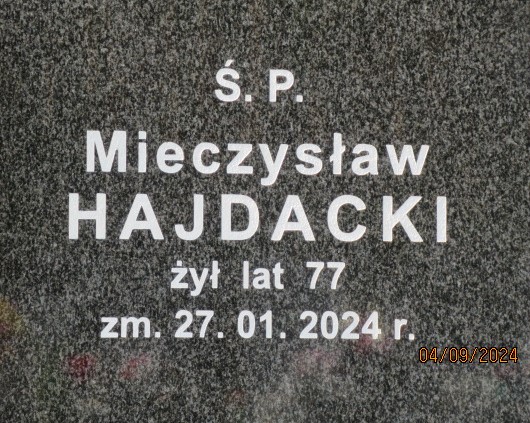 Ś. P.
Mieczysław
HAJDACKI
żył lat 77
zm. 27. 01. 2024 r.
04/09/2024